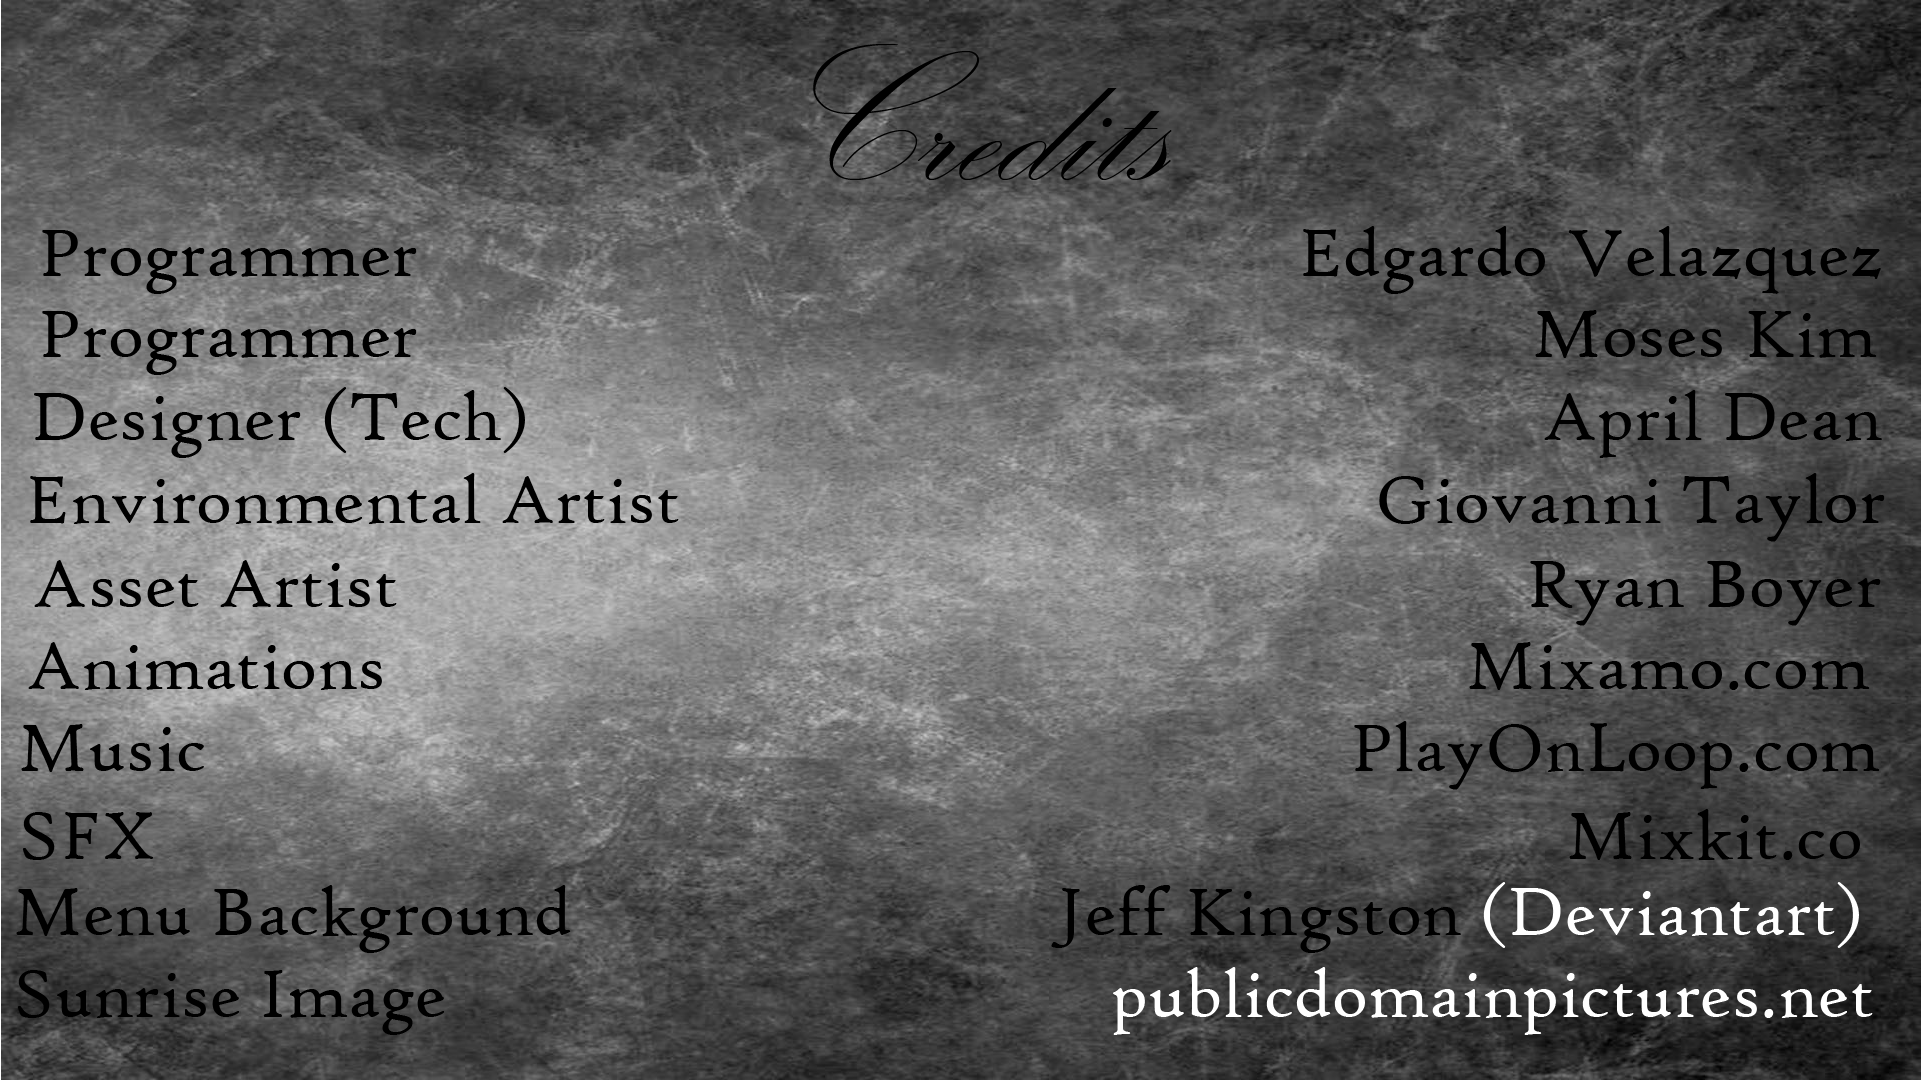 Credits
Programmer Edgardo Velazquez
Programmer Moses Kim
Designer (Tech) April Dean
Environmental Artist Giovanni Taylor
Asset Artist Ryan Boyer
Animations Mixamo.com
Music PlayOnLoop.com
SFX Mixkit.co
Menu Background Jeff Kingston (Deviantart)
Sunrise Image publicdomainpictures.net